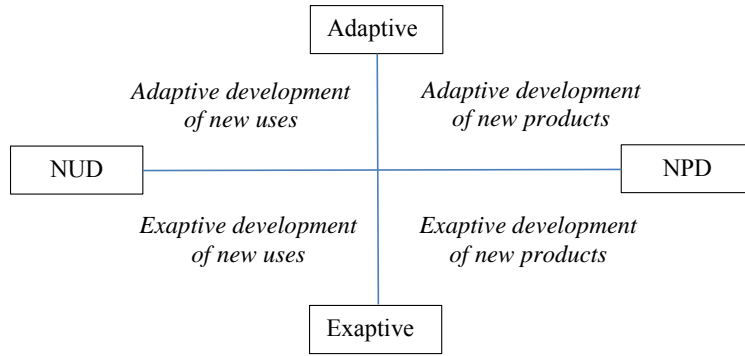 Adaptive
Adaptive development
of new uses
Adaptive development
of new products
NUD
NPD
Exaptive development
of new uses
Exaptive development
of new products
Exaptive